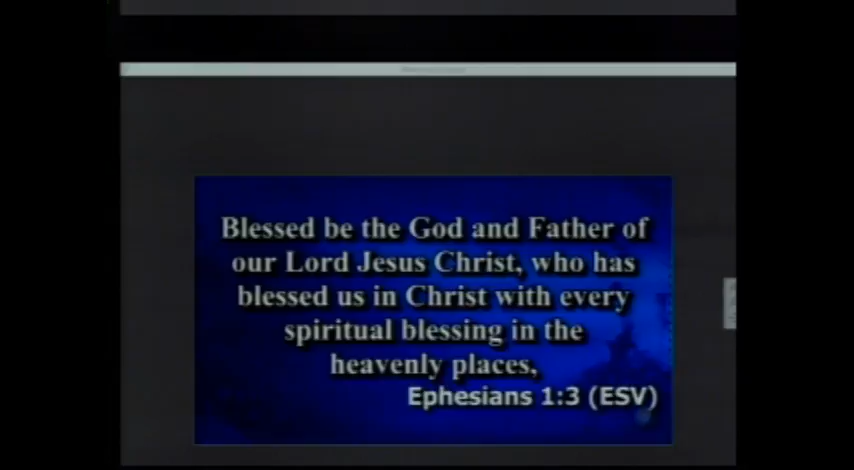 Blessed be the God and Father of
our Lord Jesus Christ, who has
blessed us in Christ with every
spiritual blessing in the
heavenly places,
Ephesians 1:3 (ESV)